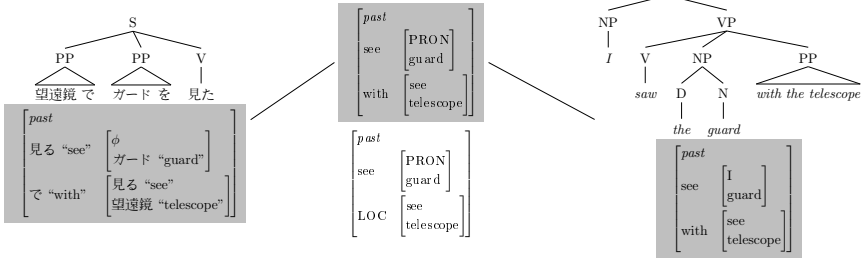 S
PP PP V
望遠鏡 で ガード を 見た
past
見る “see” ϕ
ガード “guard”
で “with” 見る “see”
望遠鏡 “telescope”
past
see PRON
guard
with see
telescope
past
see PRON
guard
LOC see
telescope
NP VP
I V NP PP
saw D N with the telescope
the guard
past
see I
guard
with see
telescope